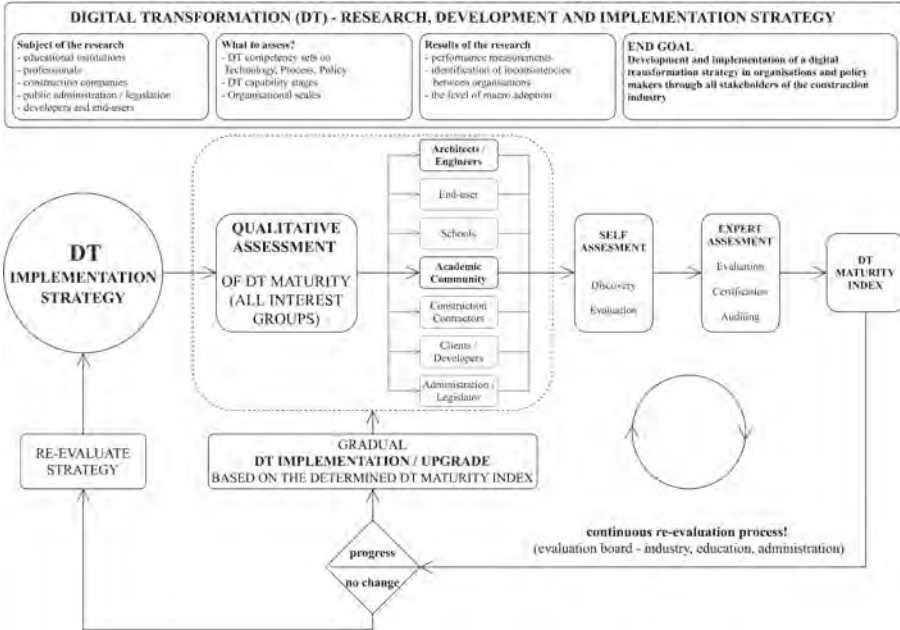 DIGITAL TRANSFORMATION (DT) - RESEARCH, DEVELOPMENT AND IMPLEMENTATION STRATEGY
Subject of the research
- educational institutions
- professionals
- construction companies
- public administration / legislation
- developers and end-users
What to assess?
- DT competency sets on
Technology, Process, Policy
- DT capability stages
- Organisational scales
Results of the research
- performance measurements
- identification of inconsistencies
between organisations
- the level of macro adoption
END GOAL
Development and implementation of a digital
transformation strategy in organisations and policy
makers through all stakeholders of the construction
industry
DT
IMPLEMENTATION
STRATEGY
QUALITATIVE
ASSESSMENT
OF DT MATURITY
(ALL INTEREST
GROUPS)
Architects /
Engineers
End-user
Schools
Academic
Community
Construction
Contractors
Clients /
Developers
Administration /
Legislator
SELF
ASSESMENT
Discovery
Evaluation
EXPERT
ASSESMENT
Evaluation
Certification
Auditing
DT
MATURITY
INDEX
RE-EVALUATE
STRATEGY
GRADUAL
DT IMPLEMENTATION / UPGRADE
BASED ON THE DETERMINED DT MATURITY INDEX
progress
no change
continuous re-evaluation process!
(evaluation board - industry, education, administration)